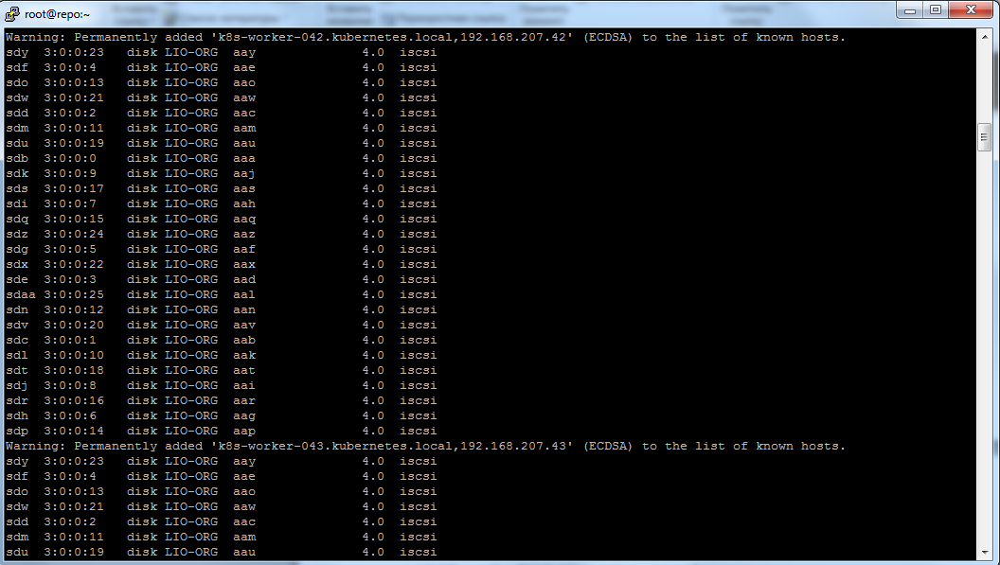 root@repo:~
Warning: Permanently added 'k8s-worker-042.kubernetes.local,192.168.207.42' (ECDSA) to the list of known hosts.
sdy  3:0:0:23   disk LIO-ORG  aay              4.0  iscsi
sdf  3:0:0:4    disk LIO-ORG  aae              4.0  iscsi
sdo  3:0:0:13   disk LIO-ORG  aao              4.0  iscsi
sdw  3:0:0:21   disk LIO-ORG  aaw              4.0  iscsi
sdd  3:0:0:2    disk LIO-ORG  aac              4.0  iscsi
sdm  3:0:0:11   disk LIO-ORG  aam              4.0  iscsi
sdu  3:0:0:19   disk LIO-ORG  aau              4.0  iscsi
sdb  3:0:0:0    disk LIO-ORG  aaa              4.0  iscsi
sdk  3:0:0:9    disk LIO-ORG  aaj              4.0  iscsi
sds  3:0:0:17   disk LIO-ORG  aas              4.0  iscsi
sdi  3:0:0:7    disk LIO-ORG  aah              4.0  iscsi
sdq  3:0:0:15   disk LIO-ORG  aaq              4.0  iscsi
sdz  3:0:0:24   disk LIO-ORG  aaz              4.0  iscsi
sdg  3:0:0:5    disk LIO-ORG  aaf              4.0  iscsi
sdx  3:0:0:22   disk LIO-ORG  aax              4.0  iscsi
sde  3:0:0:3    disk LIO-ORG  aad              4.0  iscsi
sdaa 3:0:0:25   disk LIO-ORG  aal              4.0  iscsi
sdn  3:0:0:12   disk LIO-ORG  aan              4.0  iscsi
sdv  3:0:0:20   disk LIO-ORG  aav              4.0  iscsi
sdc  3:0:0:1    disk LIO-ORG  aab              4.0  iscsi
sdl  3:0:0:10   disk LIO-ORG  aak              4.0  iscsi
sdt  3:0:0:18   disk LIO-ORG  aat              4.0  iscsi
sdj  3:0:0:8    disk LIO-ORG  aai              4.0  iscsi
sdr  3:0:0:16   disk LIO-ORG  aar              4.0  iscsi
sdh  3:0:0:6    disk LIO-ORG  aag              4.0  iscsi
sdp  3:0:0:14   disk LIO-ORG  aap              4.0  iscsi
Warning: Permanently added 'k8s-worker-043.kubernetes.local,192.168.207.43' (ECDSA) to the list of known hosts.
sdy  3:0:0:23   disk LIO-ORG  aay              4.0  iscsi
sdf  3:0:0:4    disk LIO-ORG  aae              4.0  iscsi
sdo  3:0:0:13   disk LIO-ORG  aao              4.0  iscsi
sdw  3:0:0:21   disk LIO-ORG  aaw              4.0  iscsi
sdd  3:0:0:2    disk LIO-ORG  aac              4.0  iscsi
sdm  3:0:0:11   disk LIO-ORG  aam              4.0  iscsi
sdu  3:0:0:19   disk LIO-ORG  aau              4.0  iscsi